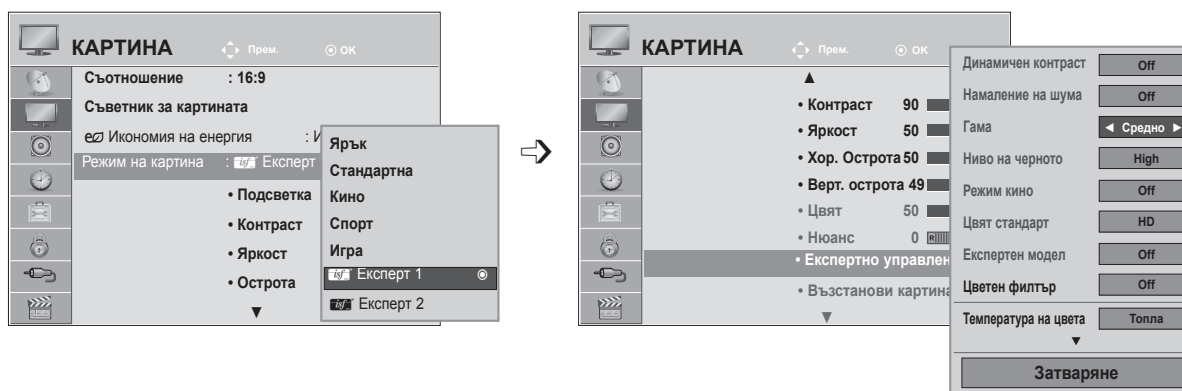 КАРТИНА Прем. OK
Съотношение : 16:9
Съветник за картината
Икономия на енергия : И
Режим на картина : isf Експерт
• Подсветка
• Контраст
• Яркост
• Острота
▼
Ярък
Стандартна
Кино
Спорт
Игра
isf Експерт 1
isf Експерт 2
КАРТИНА Прем. OK
▲
• Контраст 90
• Яркост 50
• Хор. Острота 50
• Верт. острота 49
• Цвят 50
• Нюанс 0 R
• Експертно управлен
• Възстанови картина
▼
Динамичен контраст Off
Намаление на шума Off
Гама ◄ Средно ►
Ниво на черното High
Режим кино Off
Цвят стандарт HD
Експертен модел Off
Цветен филтър Off
Температура на цвета Топла
▼
Затваряне